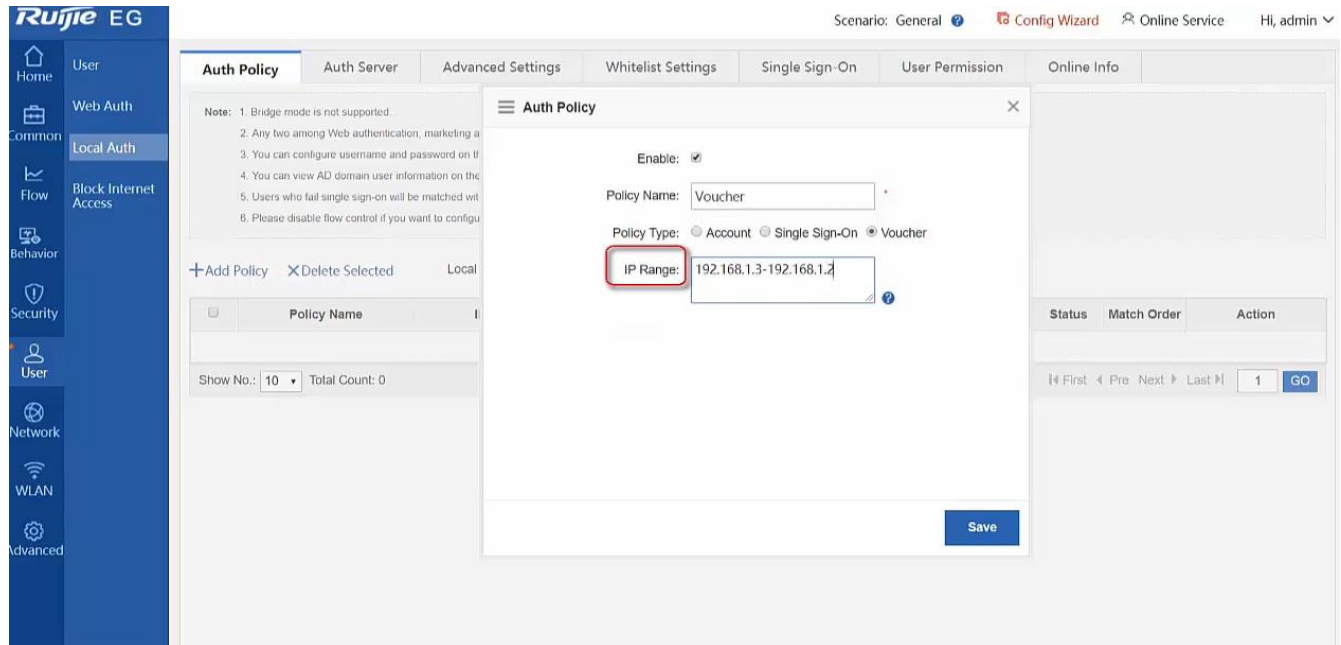 Ruijie EG
Scenario: General
Config Wizard
Online Service
Hi, admin
Home
Common
Flow
Behavior
Security
User
Network
WLAN
Advanced
User
Web Auth
Local Auth
Block Internet
Access
Auth Policy
Auth Server
Advanced Settings
Whitelist Settings
Single Sign-On
User Permission
Online Info
Note: 1. Bridge mode is not supported.
2. Any two among Web authentication, marketing a
3. You can configure username and password on th
4. You can view AD domain user information on the
5. Users who fail single sign-on will be matched wit
6. Please disable flow control if you want to configu
+Add Policy
Delete Selected
Local
Policy Name
Status
Match Order
Action
Show No.: 10 Total Count: 0
First Pre Next Last 1 GO
Auth Policy
Enable:
Policy Name: Voucher *
Policy Type: Account Single Sign-On Voucher
IP Range: 192.168.1.3-192.168.1.2
Save